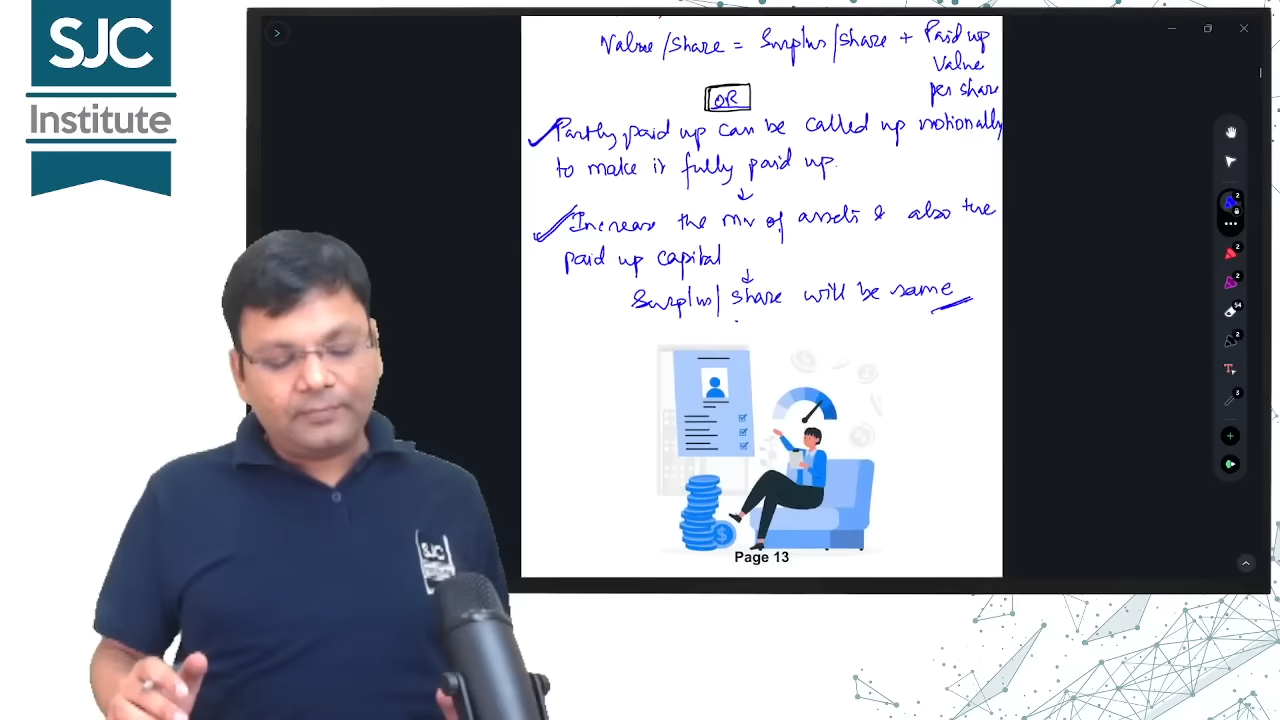 SJC
Institute
Value/Share = Surplus/share + Paid up
Value
per share
OR
Partly paid up can be called up notionally
to make it fully paid up.
Increase the mv of assets & also the
paid up capital
Surplus/share will be same
Page 13
SJC